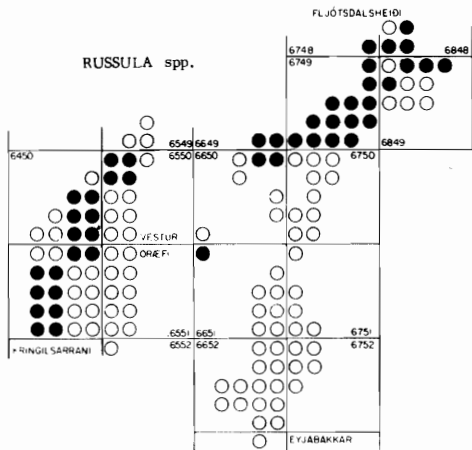 FLJÓTSDALSHEIÐI
6748 6848
6749
RUSSULA spp.
6549 6649
6450 6550 6650 6750 6849
VESTUR
ÖRÆFI
6551 6651 6751
6552 6652 6752
KRINGILSÁRRANI
EYJABAKKAR